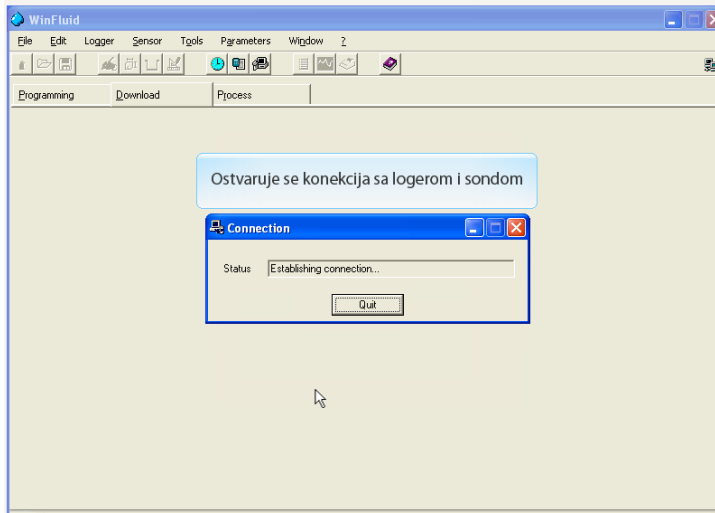 WinFluid
File Edit Logger Sensor Tools Parameters Window ?
Programming Download Process
Ostvaruje se konekcija sa logerom i sondom
Connection
Status Establishing connection...
Quit